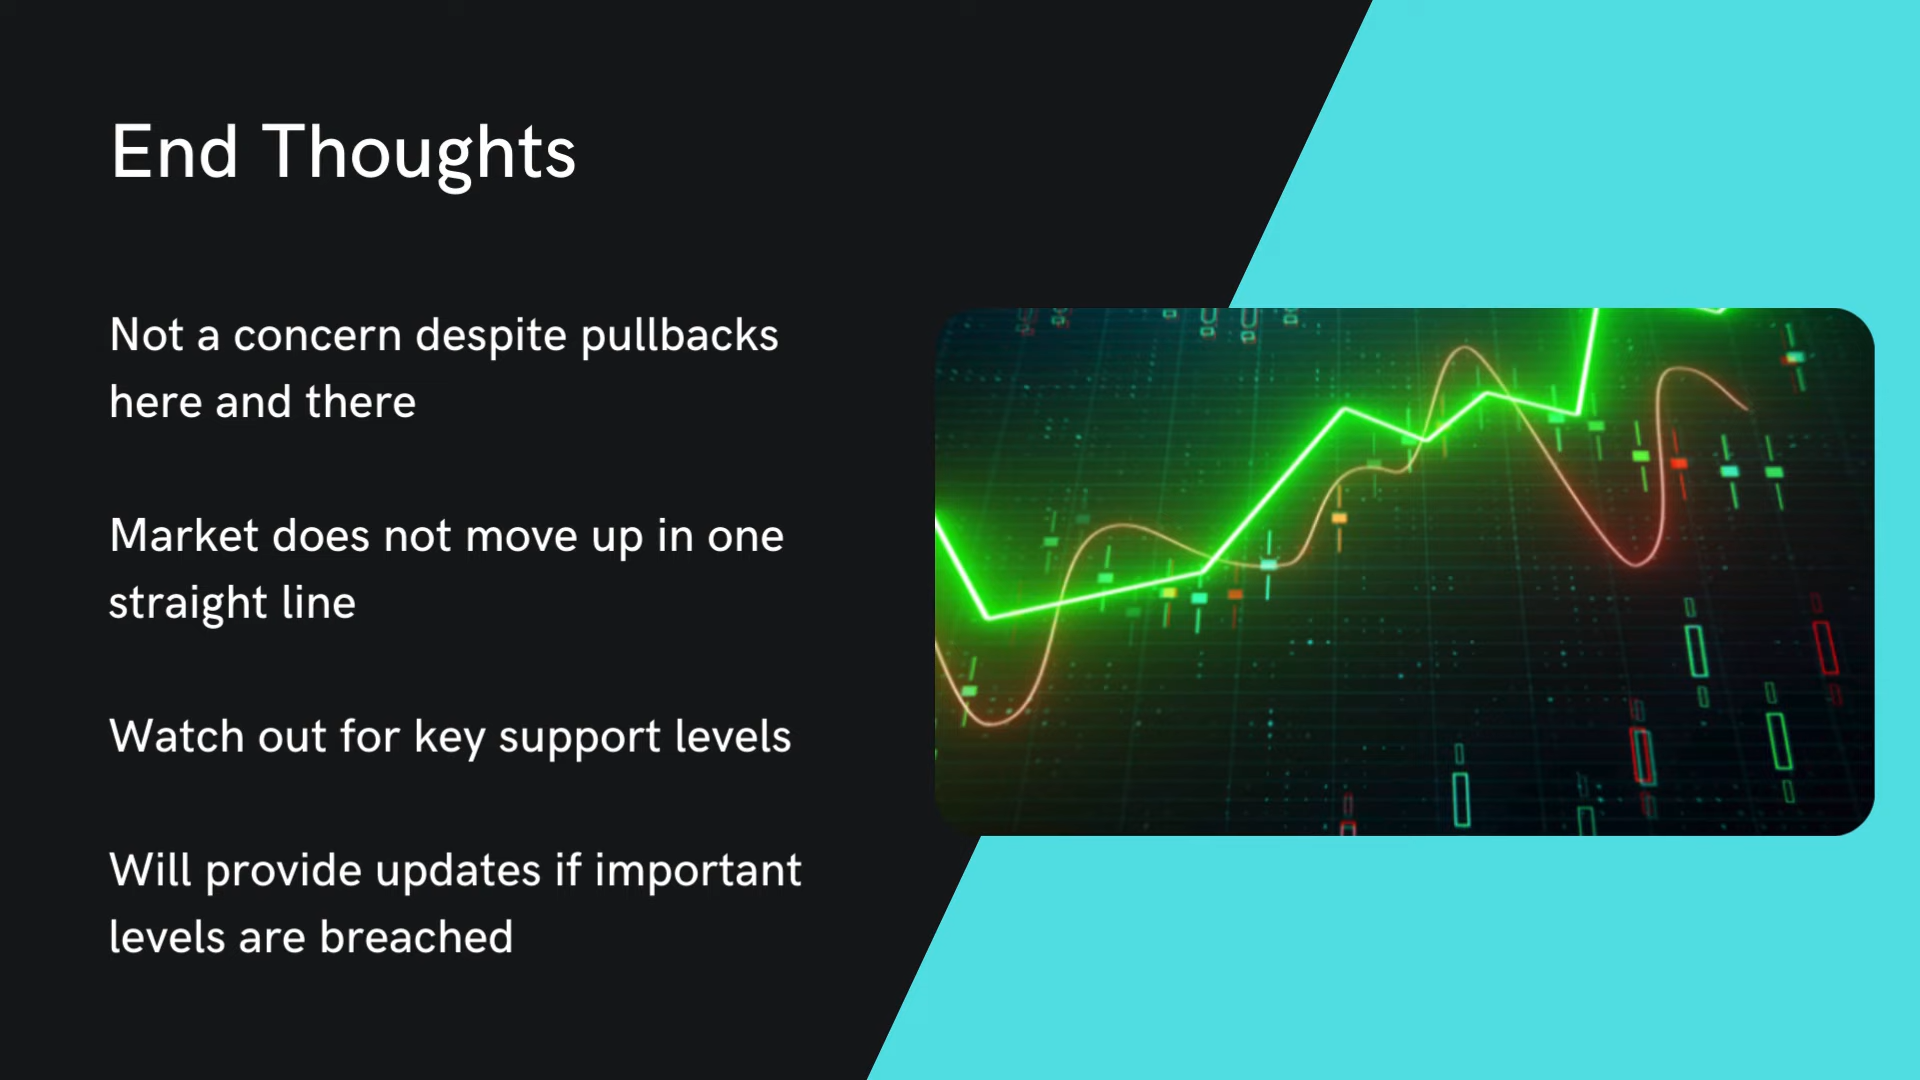 End Thoughts
Not a concern despite pullbacks
here and there
Market does not move up in one
straight line
Watch out for key support levels
Will provide updates if important
levels are breached